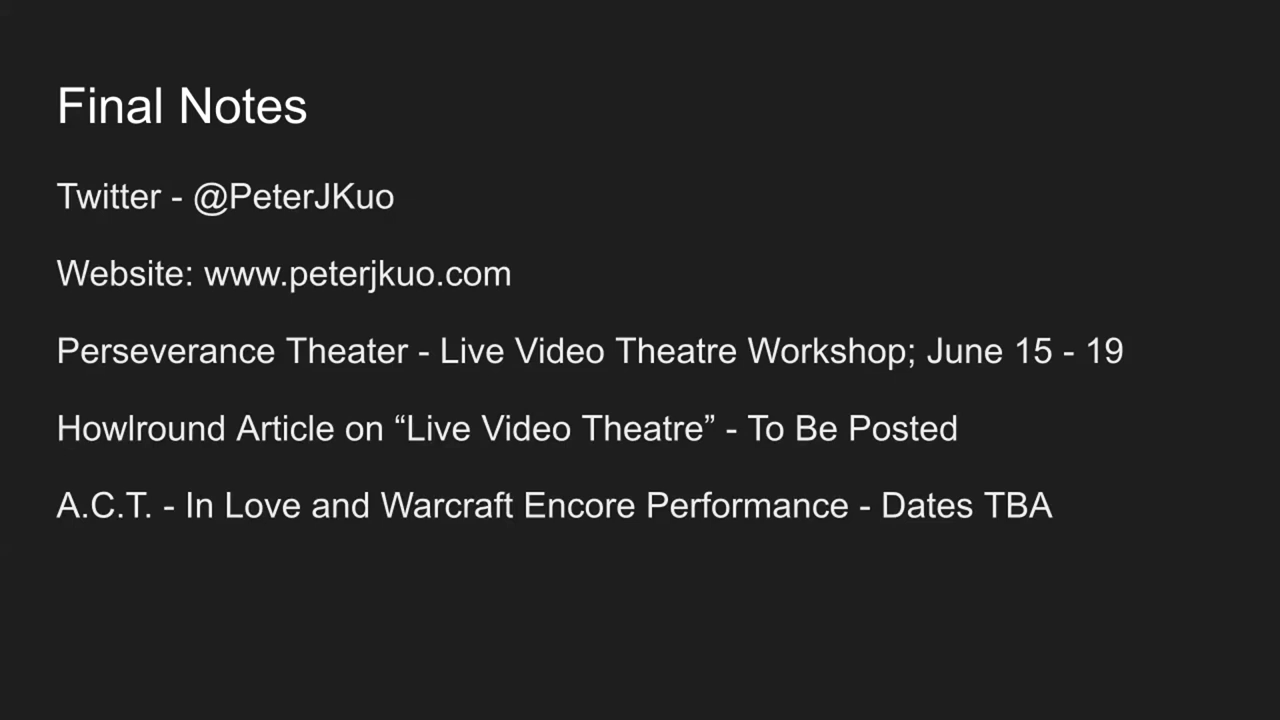 Final Notes
Twitter - @PeterJKuo
Website: www.peterjkuo.com
Perseverance Theater - Live Video Theatre Workshop; June 15 - 19
Howlround Article on “Live Video Theatre” - To Be Posted
A.C.T. - In Love and Warcraft Encore Performance - Dates TBA